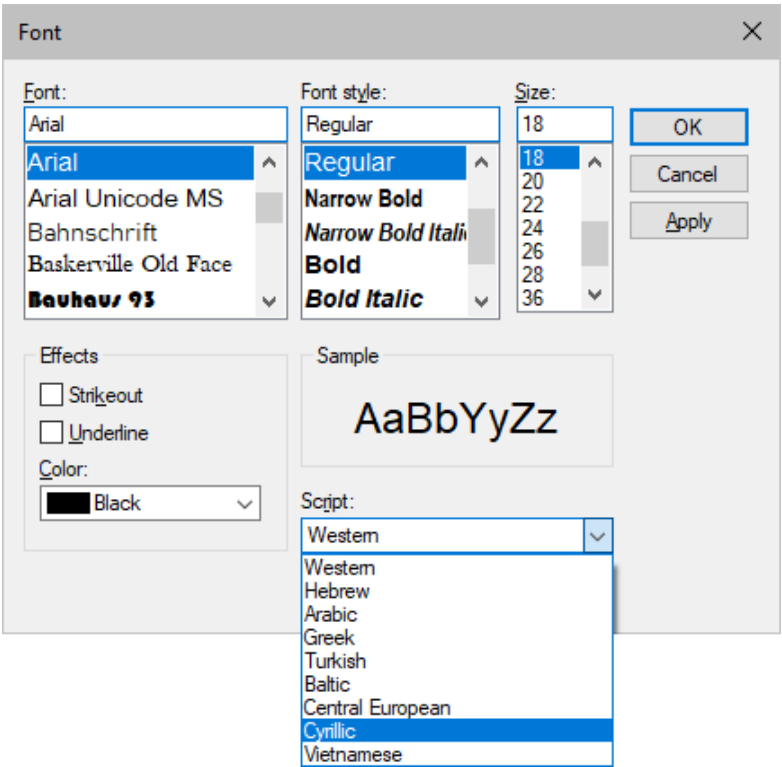 Font
Font:
Font style:
Size:
Arial
Regular
18
OK
Cancel
Apply
Arial
Arial Unicode MS
Bahnschrift
Baskerville Old Face
Bauhaus 93
Regular
Narrow Bold
Narrow Bold Itali
Bold
Bold Italic
18
20
22
24
26
28
36
Effects
Strikeout
Underline
Color:
Black
Sample
AaBbYyZz
Script:
Western
Western
Hebrew
Arabic
Greek
Turkish
Baltic
Central European
Cyrillic
Vietnamese